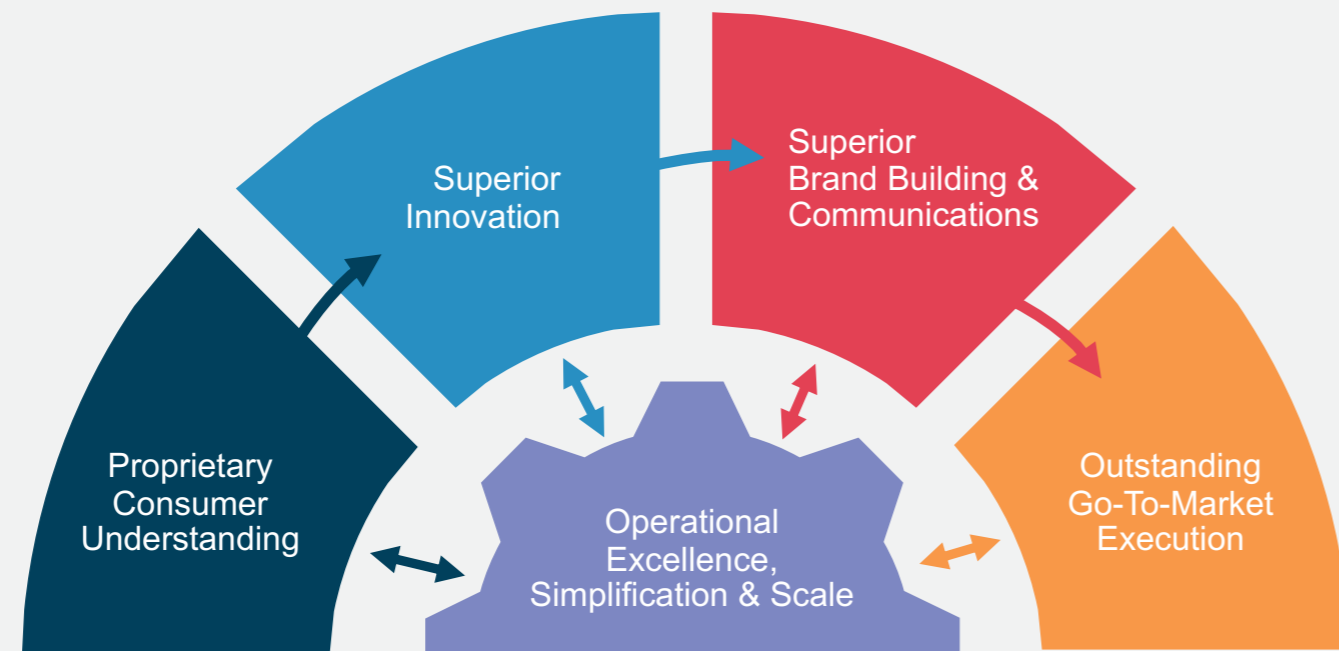 Proprietary
Consumer
Understanding
Superior
Innovation
Superior
Brand Building &
Communications
Outstanding
Go-To-Market
Execution
Operational
Excellence,
Simplification & Scale